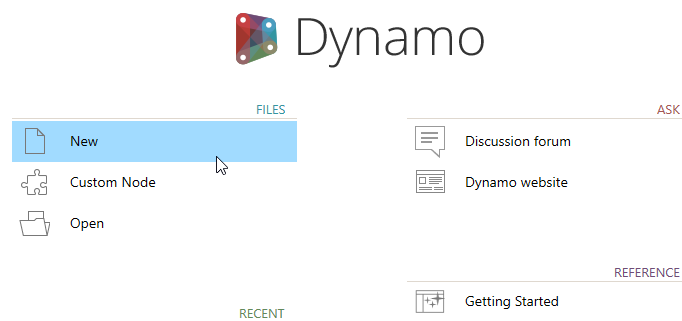 Dynamo
FILES
New
Custom Node
Open
RECENT
ASK
Discussion forum
Dynamo website
REFERENCE
Getting Started